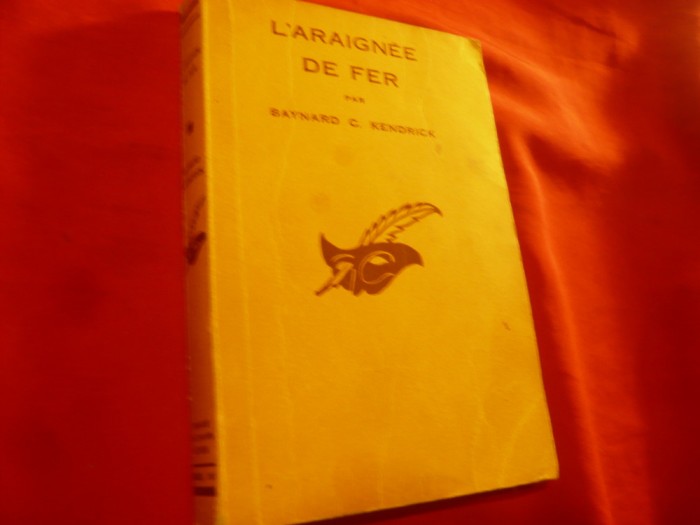 L'ARAIGNÉE
DE FER
PAR
BAYNARD C. KENDRICK